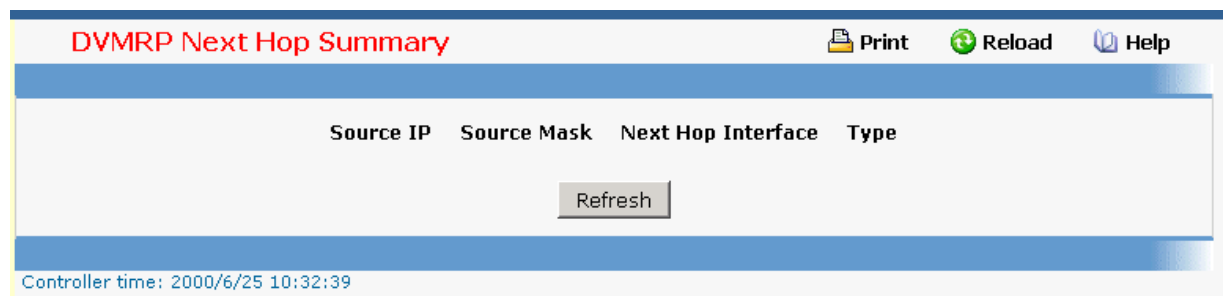 DVMRP Next Hop Summary Print Reload Help
Source IP Source Mask Next Hop Interface Type
Refresh
Controller time: 2000/6/25 10:32:39